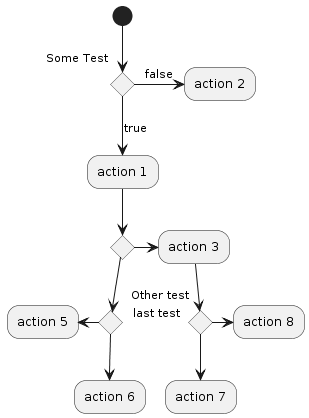 Some Test
false
action 2
true
action 1
action 3
Other test
last test
action 5
action 8
action 6
action 7